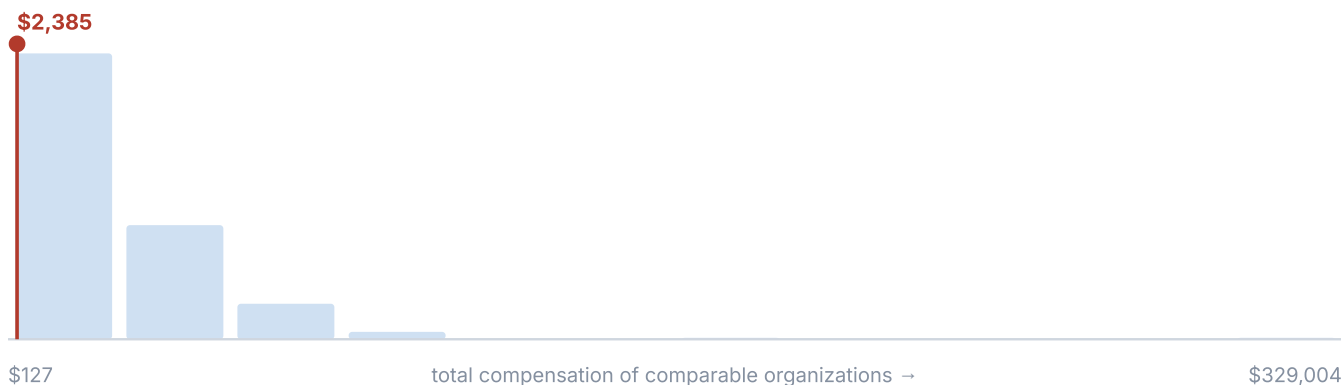 $2,385
$127 total compensation of comparable organizations → $329,004